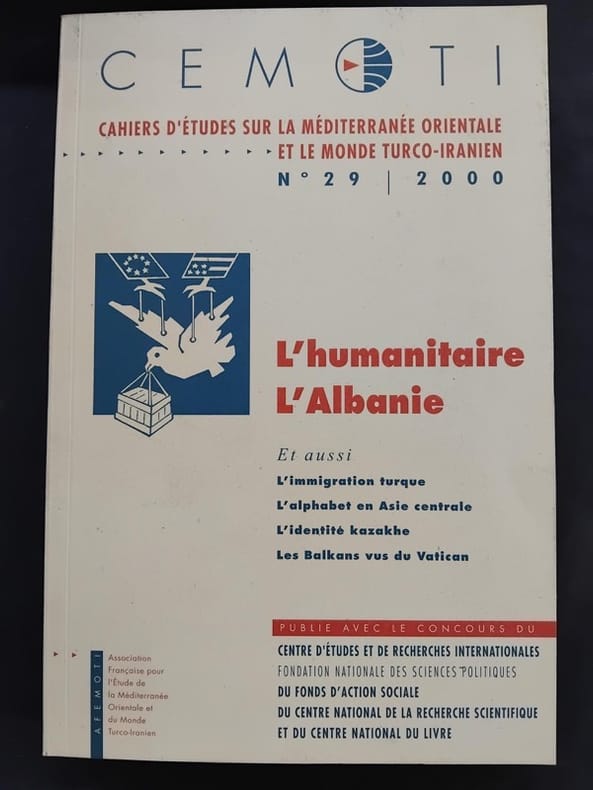 CEMOTI
CAHIERS D'ÉTUDES SUR LA MÉDITERRANÉE ORIENTALE
ET LE MONDE TURCO-IRANIEN
N° 29 | 2000
L'humanitaire
L'Albanie
Et aussi
L'immigration turque
L'alphabet en Asie centrale
L'identité kazakhe
Les Balkans vus du Vatican
PUBLIE AVEC LE CONCOURS DU
CENTRE D'ÉTUDES ET DE RECHERCHES INTERNATIONALES
FONDATION NATIONALE DES SCIENCES POLITIQUES
DU FONDS D'ACTION SOCIALE
DU CENTRE NATIONAL DE LA RECHERCHE SCIENTIFIQUE
ET DU CENTRE NATIONAL DU LIVRE
AFEMOTI
Association
Française pour
l'Étude de
la Méditerranée
Orientale et
du Monde
Turco-Iranien